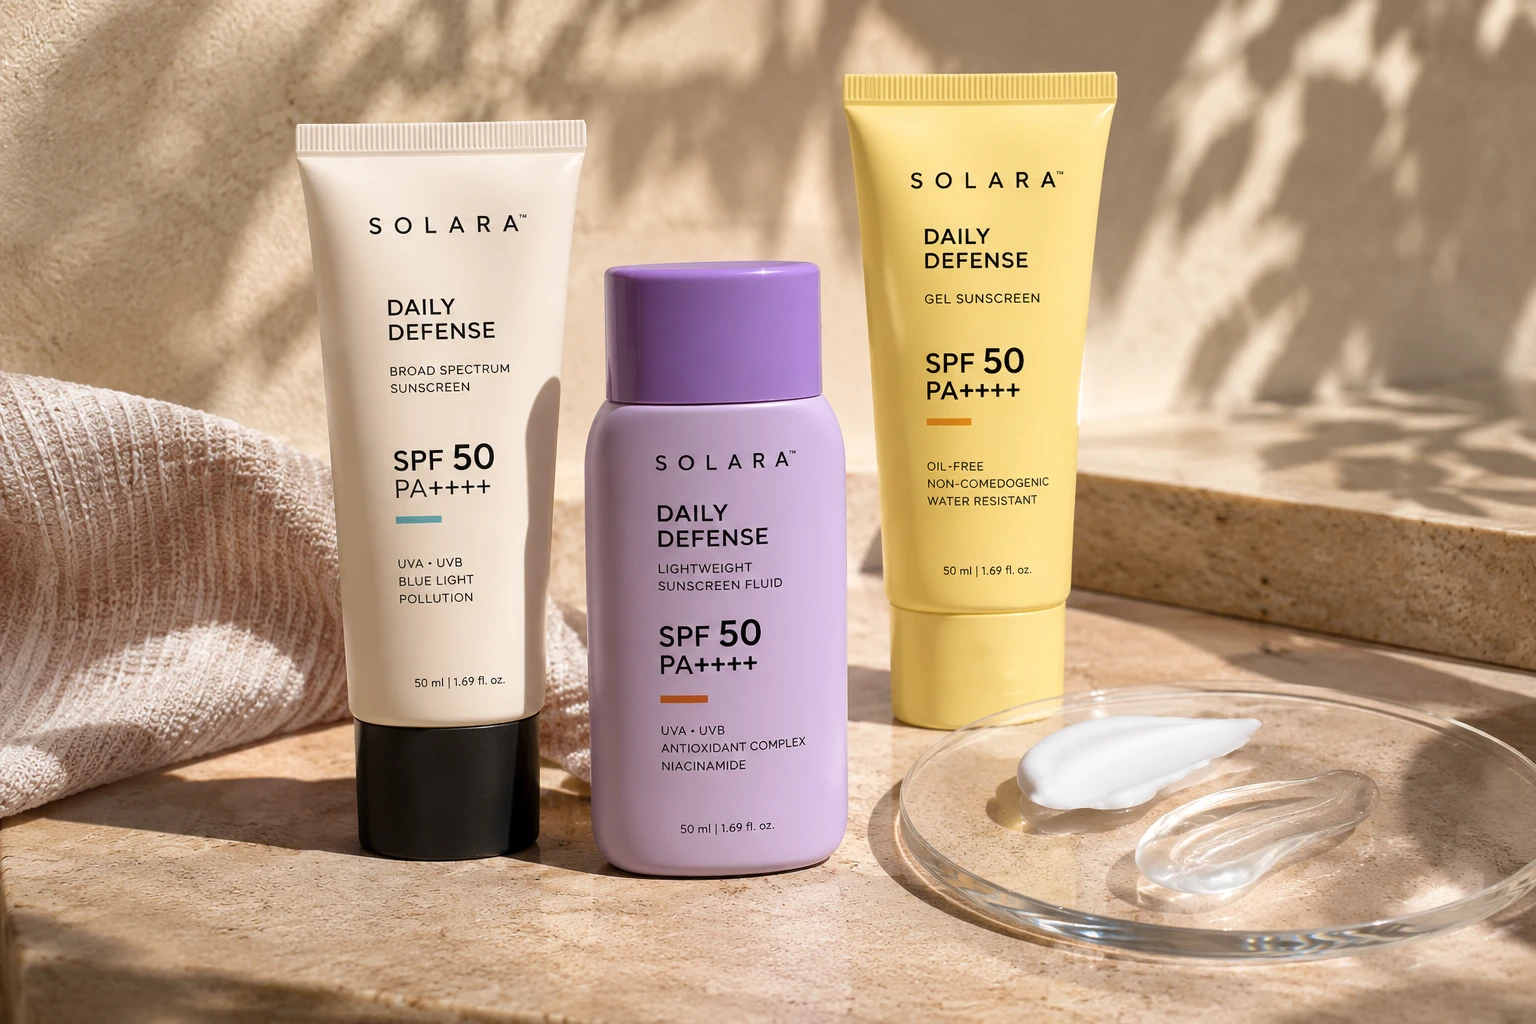 SOLARA™
DAILY
DEFENSE
BROAD SPECTRUM
SUNSCREEN
SPF 50
PA++++
UVA • UVB
BLUE LIGHT
POLLUTION
50 ml | 1.69 fl. oz.
SOLARA™
DAILY
DEFENSE
LIGHTWEIGHT
SUNSCREEN FLUID
SPF 50
PA++++
UVA • UVB
ANTIOXIDANT COMPLEX
NIACINAMIDE
50 ml | 1.69 fl. oz.
SOLARA™
DAILY
DEFENSE
GEL SUNSCREEN
SPF 50
PA++++
OIL-FREE
NON-COMEDOGENIC
WATER RESISTANT
50 ml | 1.69 fl. oz.